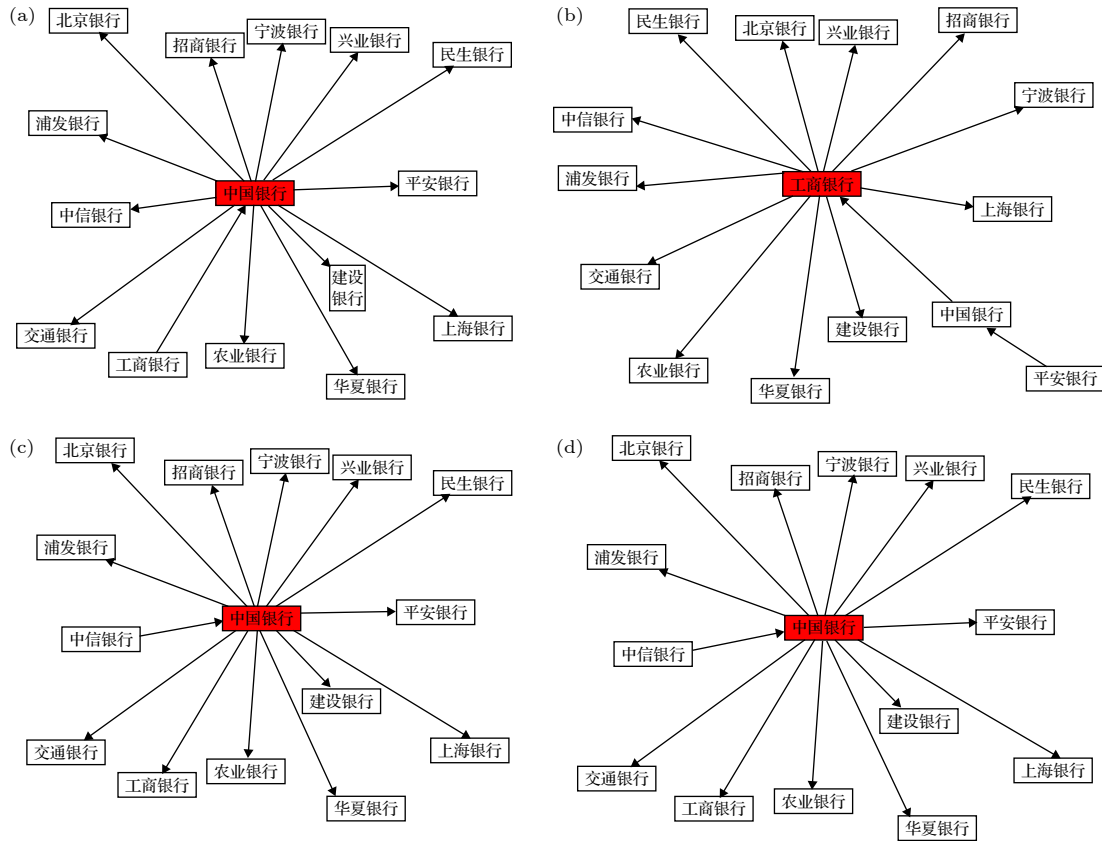 (a)
北京银行
招商银行
宁波银行
兴业银行
民生银行
浦发银行
平安银行
中国银行
中信银行
建设
银行
交通银行
工商银行
农业银行
华夏银行
上海银行
(b)
民生银行
北京银行
兴业银行
招商银行
宁波银行
中信银行
浦发银行
工商银行
上海银行
交通银行
建设银行
中国银行
农业银行
华夏银行
平安银行
(c)
北京银行
招商银行
宁波银行
兴业银行
民生银行
浦发银行
平安银行
中国银行
中信银行
建设银行
交通银行
工商银行
农业银行
华夏银行
上海银行
(d)
北京银行
招商银行
宁波银行
兴业银行
民生银行
浦发银行
平安银行
中国银行
中信银行
建设银行
交通银行
工商银行
农业银行
华夏银行
上海银行